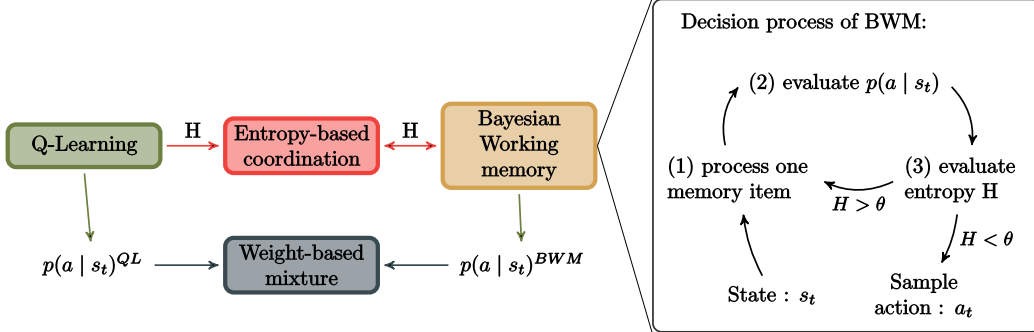 Decision process of BWM:
(2) evaluate p(a | s_t)
Q-Learning
H
Entropy-based
coordination
H
Bayesian
Working
memory
(1) process one
memory item
(3) evaluate
entropy H
H > θ
H < θ
p(a | s_t)^{QL}
Weight-based
mixture
p(a | s_t)^{BWM}
State : s_t
Sample
action : a_t